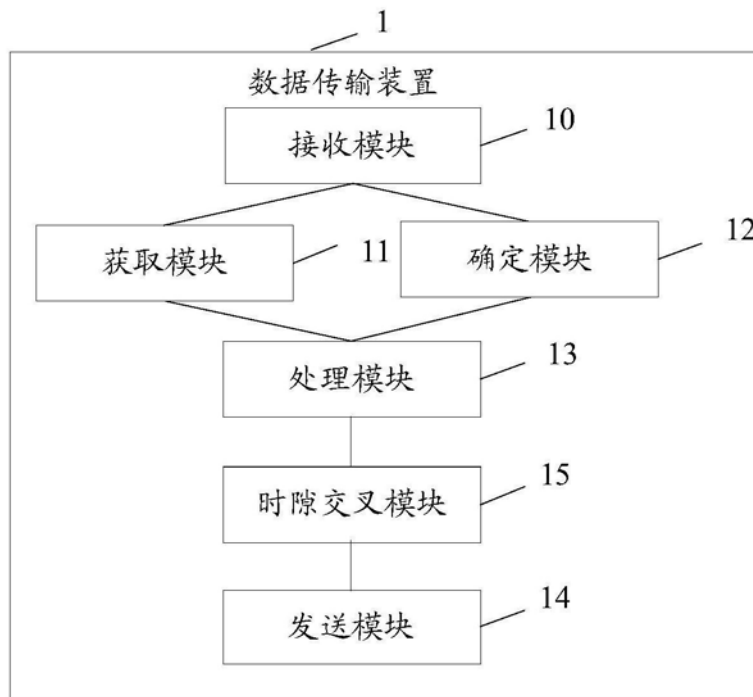 1
数据传输装置
接收模块
10
获取模块
11
确定模块
12
处理模块
13
时隙交叉模块
15
发送模块
14